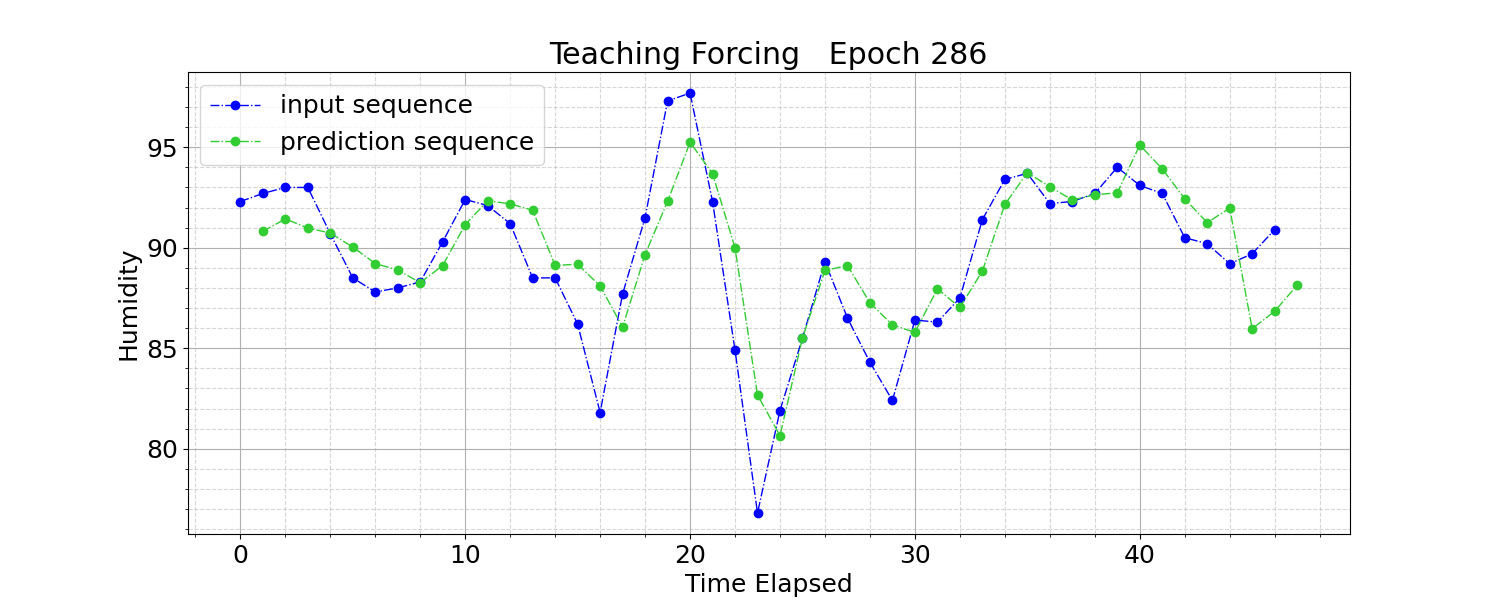 Teaching Forcing   Epoch 286
input sequence
prediction sequence
Humidity
95
90
85
80
0 10 20 30 40
Time Elapsed